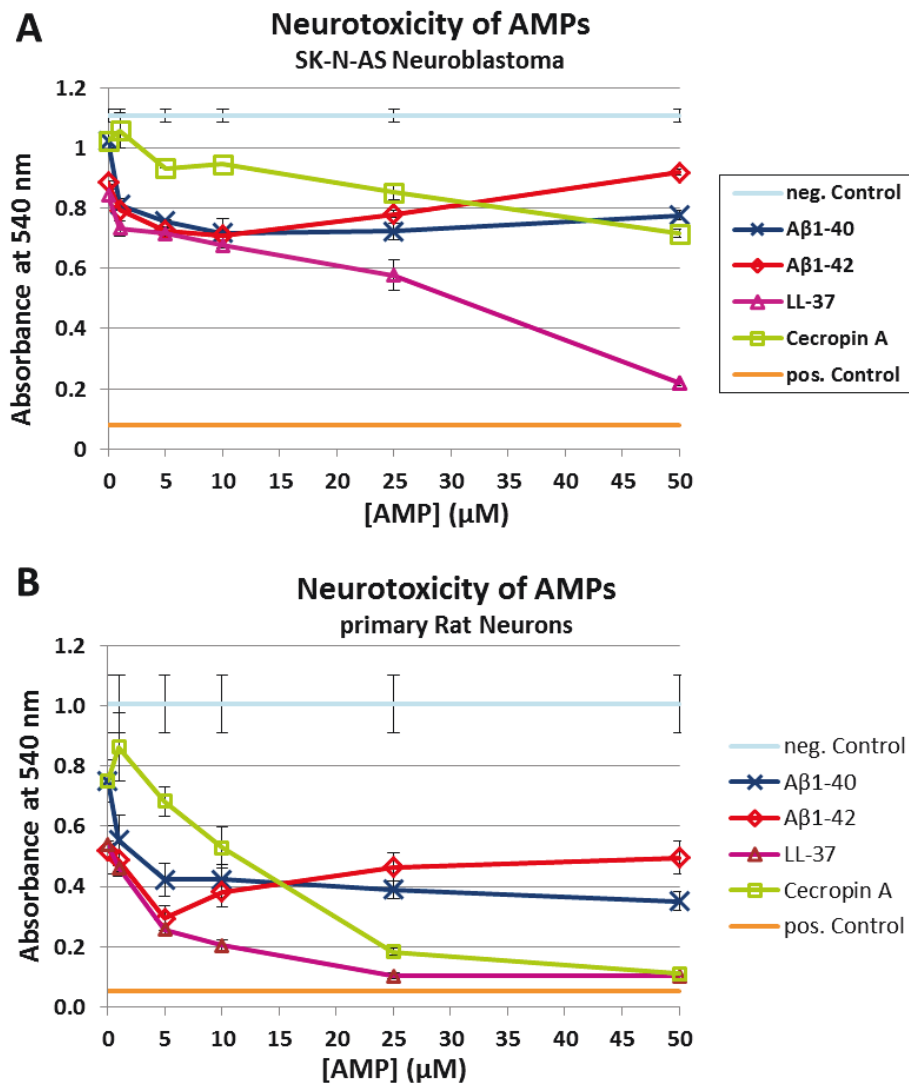 A
Neurotoxicity of AMPs
SK-N-AS Neuroblastoma
1.2
1
0.8
0.6
0.4
0.2
0
Absorbance at 540 nm
0 5 10 15 20 25 30 35 40 45 50
[AMP] (µM)
neg. Control
Aβ1-40
Aβ1-42
LL-37
Cecropin A
pos. Control
B
Neurotoxicity of AMPs
primary Rat Neurons
1.2
1.0
0.8
0.6
0.4
0.2
0.0
Absorbance at 540 nm
0 5 10 15 20 25 30 35 40 45 50
[AMP] (µM)
neg. Control
Aβ1-40
Aβ1-42
LL-37
Cecropin A
pos. Control